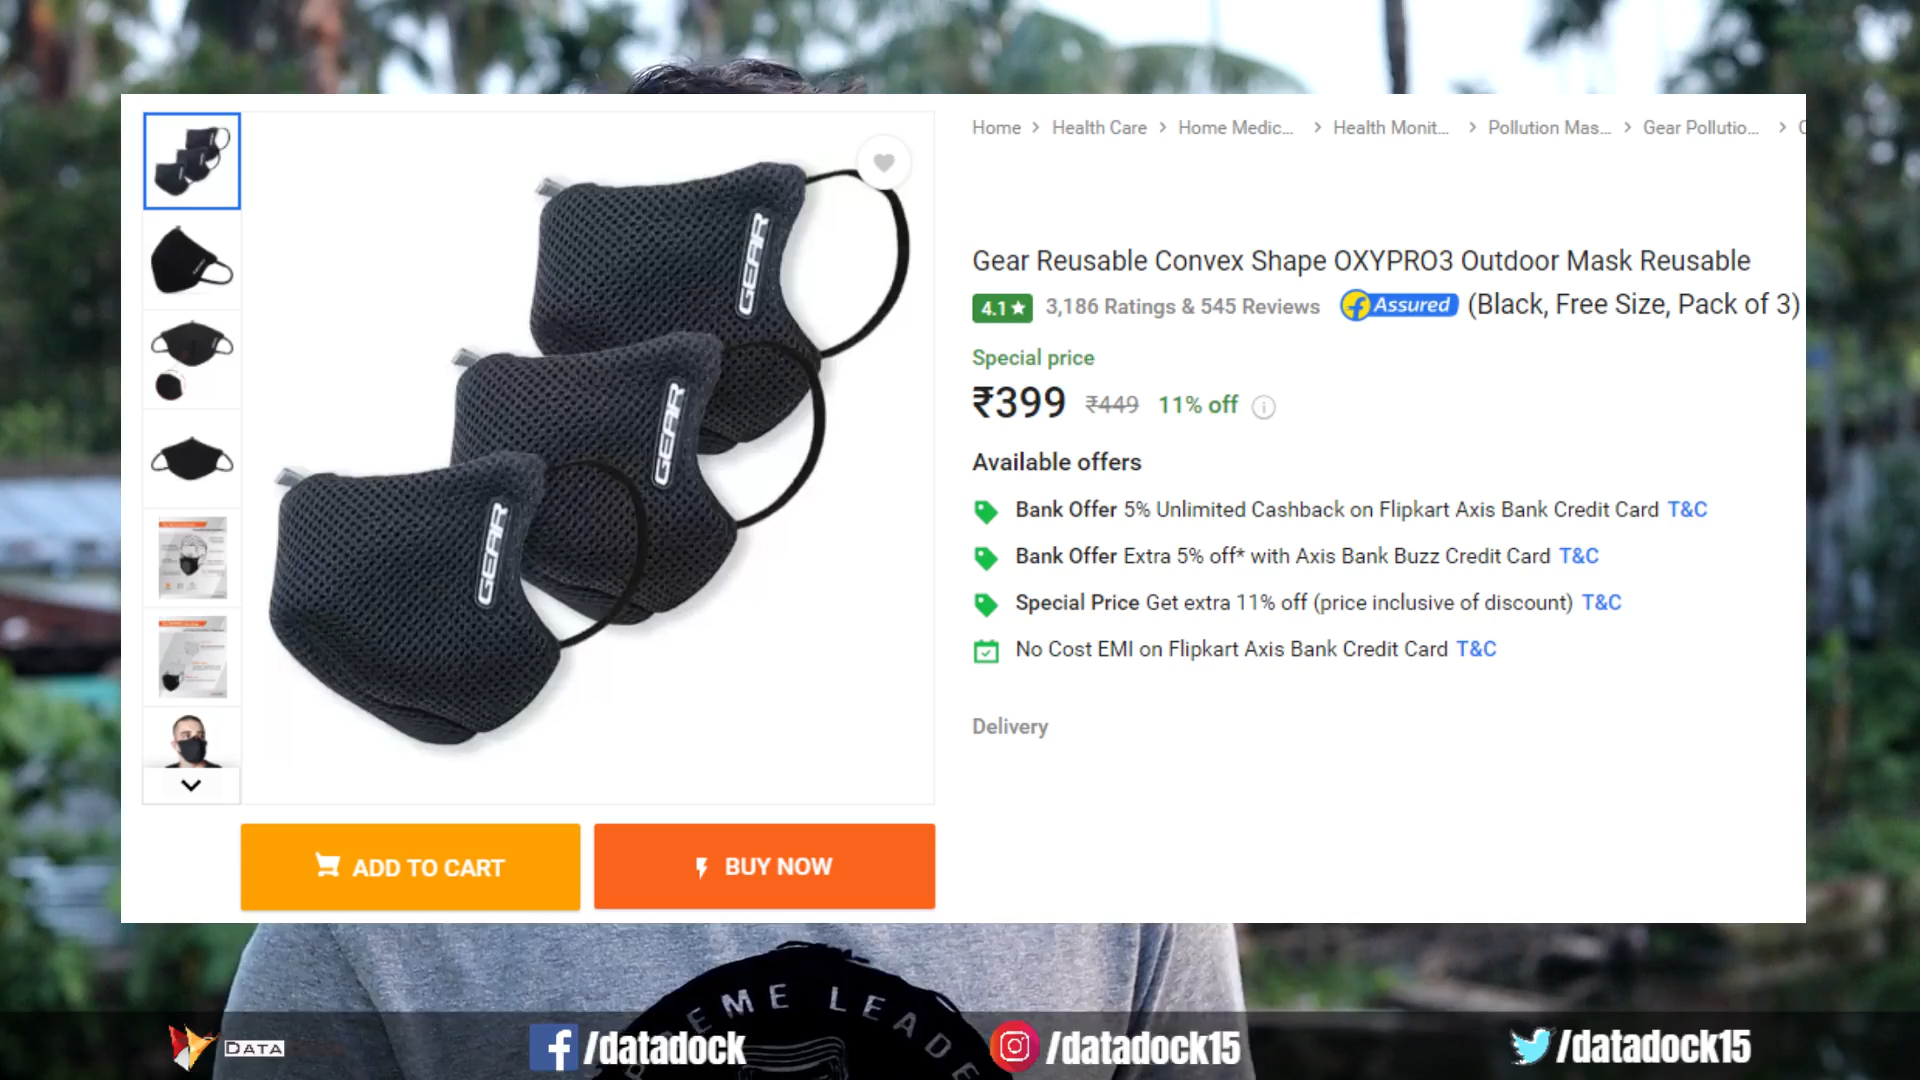 Home > Health Care > Home Medic... > Health Monit... > Pollution Mas... > Gear Pollutio... >
GEAR
GEAR
GEAR
Gear Reusable Convex Shape OXYPRO3 Outdoor Mask Reusable
4.1★ 3,186 Ratings & 545 Reviews Assured (Black, Free Size, Pack of 3)
Special price
₹399 ₹449 11% off
Available offers
Bank Offer 5% Unlimited Cashback on Flipkart Axis Bank Credit Card T&C
Bank Offer Extra 5% off* with Axis Bank Buzz Credit Card T&C
Special Price Get extra 11% off (price inclusive of discount) T&C
No Cost EMI on Flipkart Axis Bank Credit Card T&C
Delivery
ADD TO CART
BUY NOW
EME LEADE
DATA
/datadock
/datadock15
/datadock15